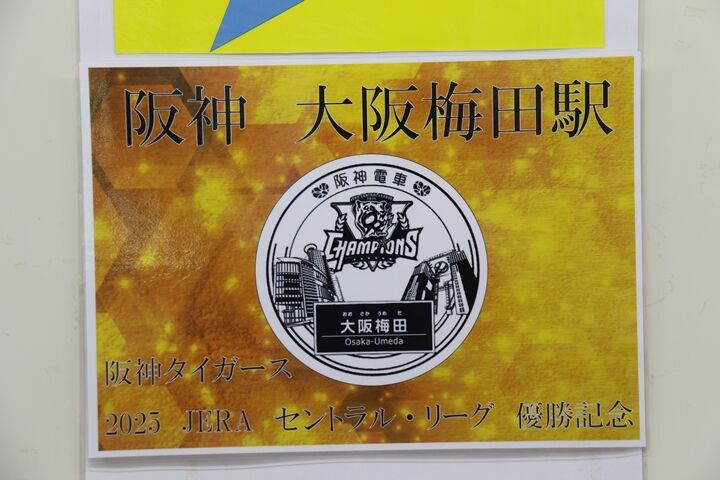 阪神　大阪梅田駅
阪神電車
CHAMPIONS
おお さか うめ だ
大阪梅田
Osaka-Umeda
阪神タイガース
2025 JERA セントラル・リーグ 優勝記念